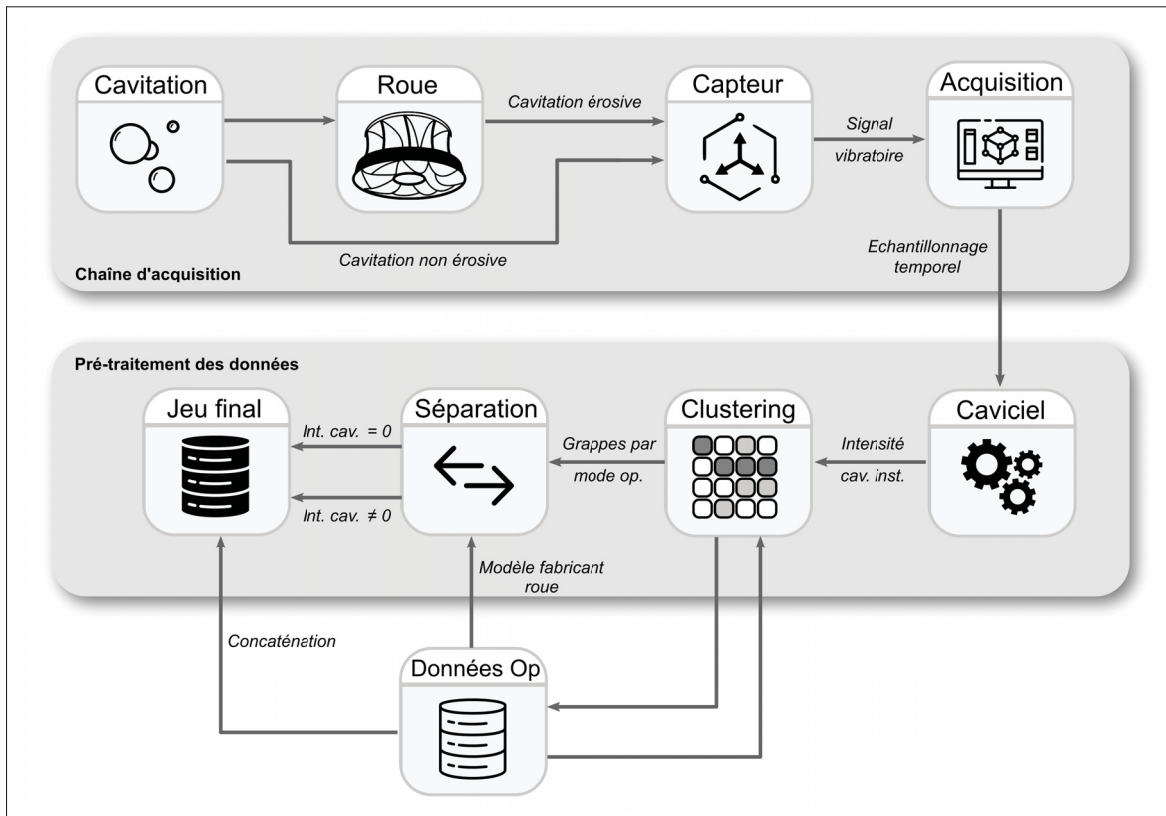 Cavitation
Roue
Capteur
Acquisition
Cavitation érosive
Signal
vibratoire
Cavitation non érosive
Echantillonnage
temporel
Chaîne d'acquisition
Pré-traitement des données
Jeu final
Séparation
Clustering
Caviciel
Int. cav. = 0
Grappes par
mode op.
Intensité
cav. inst.
Int. cav. ≠ 0
Modèle fabricant
roue
Concaténation
Données Op